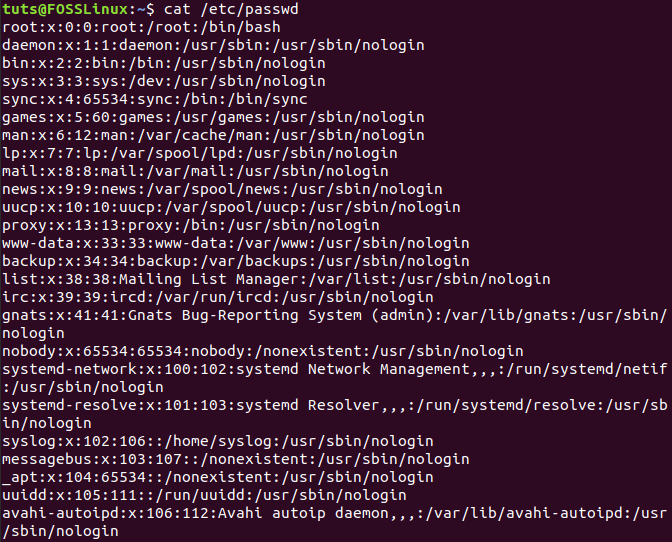 tuts@FOSSLinux:~$ cat /etc/passwd
root:x:0:0:root:/root:/bin/bash
daemon:x:1:1:daemon:/usr/sbin:/usr/sbin/nologin
bin:x:2:2:bin:/bin:/usr/sbin/nologin
sys:x:3:3:sys:/dev:/usr/sbin/nologin
sync:x:4:65534:sync:/bin:/bin/sync
games:x:5:60:games:/usr/games:/usr/sbin/nologin
man:x:6:12:man:/var/cache/man:/usr/sbin/nologin
lp:x:7:7:lp:/var/spool/lpd:/usr/sbin/nologin
mail:x:8:8:mail:/var/mail:/usr/sbin/nologin
news:x:9:9:news:/var/spool/news:/usr/sbin/nologin
uucp:x:10:10:uucp:/var/spool/uucp:/usr/sbin/nologin
proxy:x:13:13:proxy:/bin:/usr/sbin/nologin
www-data:x:33:33:www-data:/var/www:/usr/sbin/nologin
backup:x:34:34:backup:/var/backups:/usr/sbin/nologin
list:x:38:38:Mailing List Manager:/var/list:/usr/sbin/nologin
irc:x:39:39:ircd:/var/run/ircd:/usr/sbin/nologin
gnats:x:41:41:Gnats Bug-Reporting System (admin):/var/lib/gnats:/usr/sbin/
nologin
nobody:x:65534:65534:nobody:/nonexistent:/usr/sbin/nologin
systemd-network:x:100:102:systemd Network Management,,,:/run/systemd/netif
:/usr/sbin/nologin
systemd-resolve:x:101:103:systemd Resolver,,,:/run/systemd/resolve:/usr/sb
in/nologin
syslog:x:102:106::/home/syslog:/usr/sbin/nologin
messagebus:x:103:107::/nonexistent:/usr/sbin/nologin
_apt:x:104:65534::/nonexistent:/usr/sbin/nologin
uuidd:x:105:111::/run/uuidd:/usr/sbin/nologin
avahi-autoipd:x:106:112:Avahi autoip daemon,,,:/var/lib/avahi-autoipd:/usr
/sbin/nologin